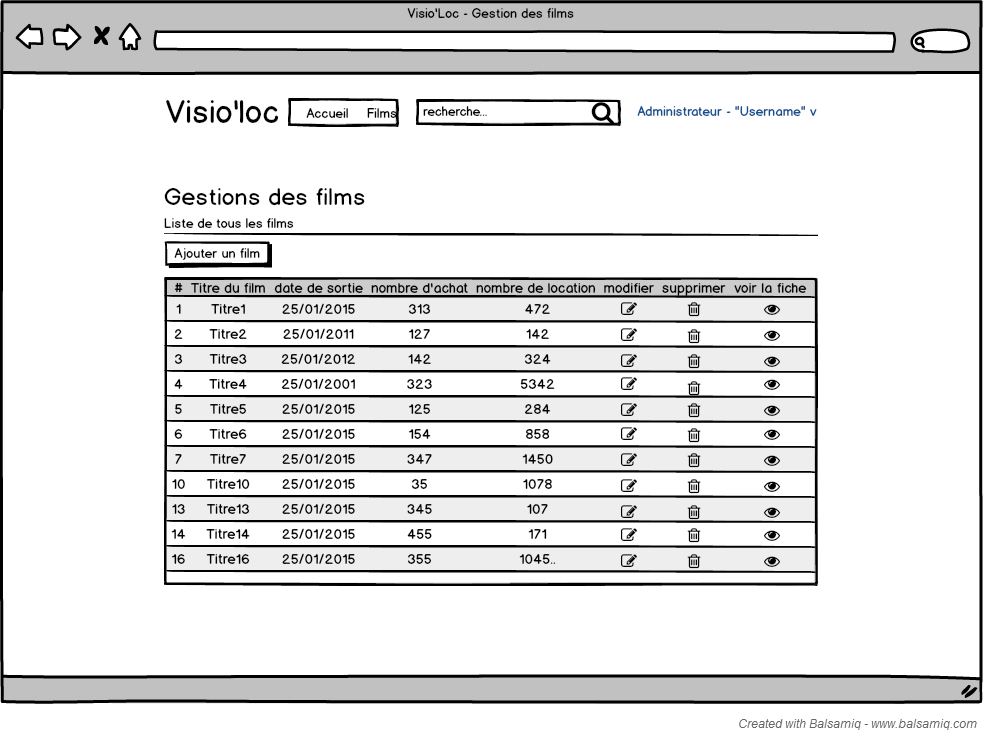 Visio'Loc - Gestion des films
Visio'loc Accueil Films recherche... Administrateur - "Username" v
Gestions des films
Liste de tous les films
Ajouter un film
# Titre du film date de sortie nombre d'achat nombre de location modifier supprimer voir la fiche
1 Titre1 25/01/2015 313 472
2 Titre2 25/01/2011 127 142
3 Titre3 25/01/2012 142 324
4 Titre4 25/01/2001 323 5342
5 Titre5 25/01/2015 125 284
6 Titre6 25/01/2015 154 858
7 Titre7 25/01/2015 347 1450
10 Titre10 25/01/2015 35 1078
13 Titre13 25/01/2015 345 107
14 Titre14 25/01/2015 455 171
16 Titre16 25/01/2015 355 1045..
Created with Balsamiq - www.balsamiq.com